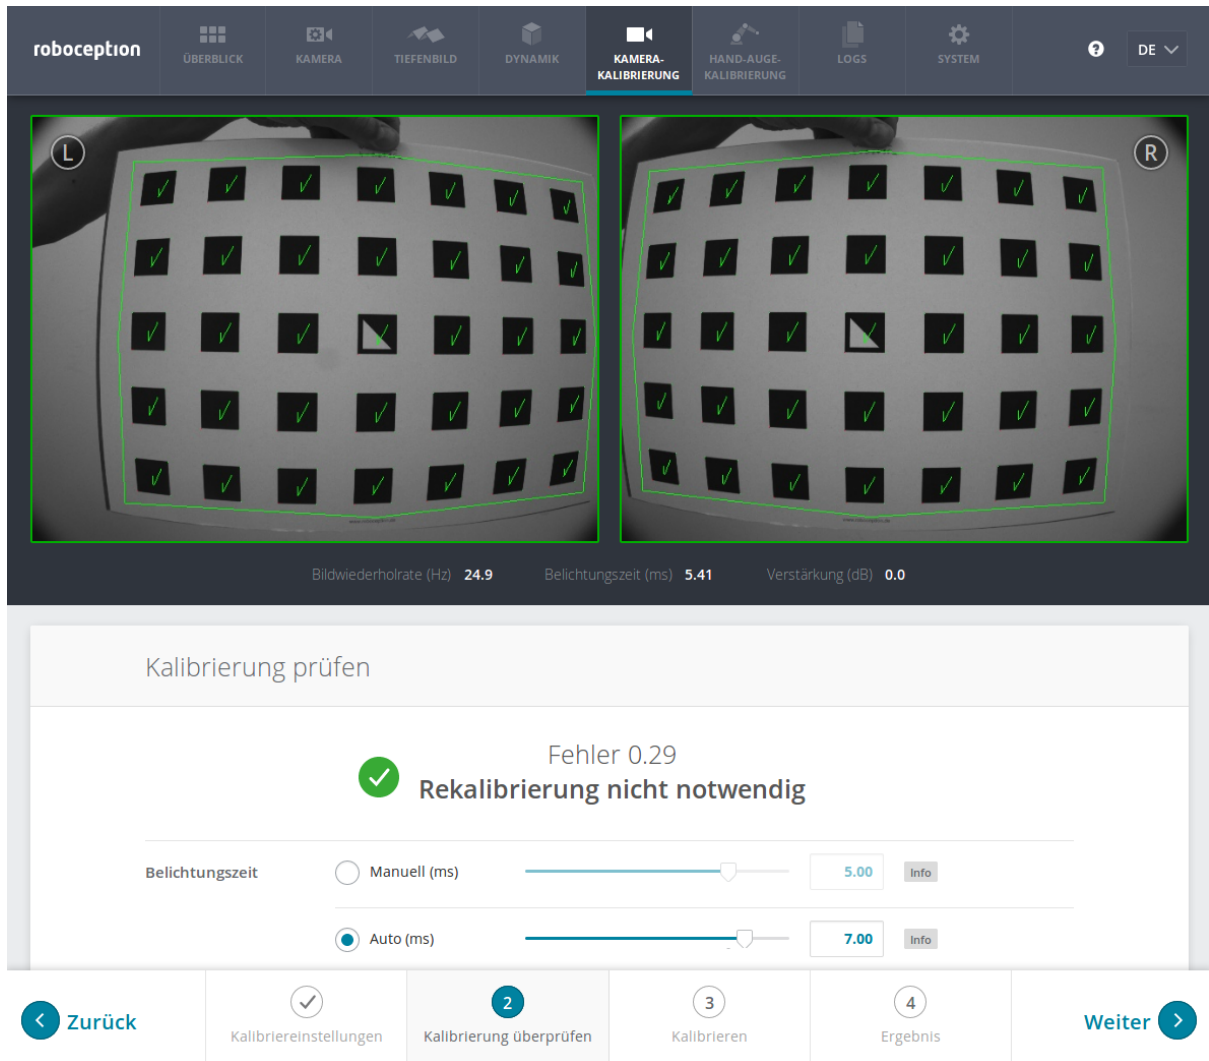 roboception
ÜBERBLICK
KAMERA
TIEFENBILD
DYNAMIK
KAMERA-
KALIBRIERUNG
HAND-AUGE-
KALIBRIERUNG
LOGS
SYSTEM
?
DE
L
R
Bildwiederholrate (Hz) 24.9 Belichtungszeit (ms) 5.41 Verstärkung (dB) 0.0
Kalibrierung prüfen
Fehler 0.29
Rekalibrierung nicht notwendig
Belichtungszeit
Manuell (ms) 5.00 Info
Auto (ms) 7.00 Info
Zurück
Kalibriereinstellungen
2
Kalibrierung überprüfen
3
Kalibrieren
4
Ergebnis
Weiter